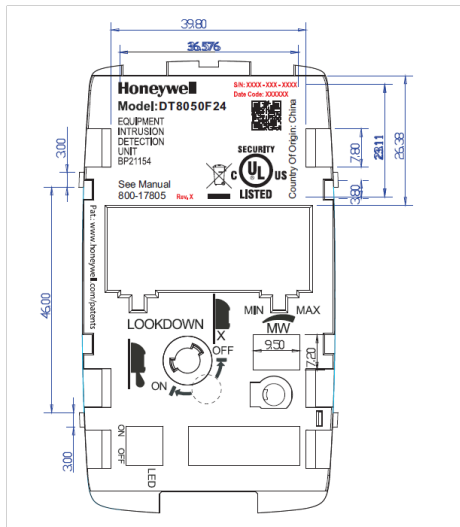 39.80
36.576
Honeywell
S/N: XXXX - XXX - XXXX
Date Code: XXXXXX
Model:DT8050F24
EQUIPMENT
INTRUSION
DETECTION
UNIT
BP21154
SECURITY
C UL US
LISTED
See Manual
800-17805
Rev.X
Country Of Origin: China
Pat.: www.honeywell.com/patents
3.00
46.00
3.00
7.80
3.80
26.38
LOOKDOWN
X
OFF
ON
MIN
MAX
MW
9.50
7.20
ON
OFF
LED